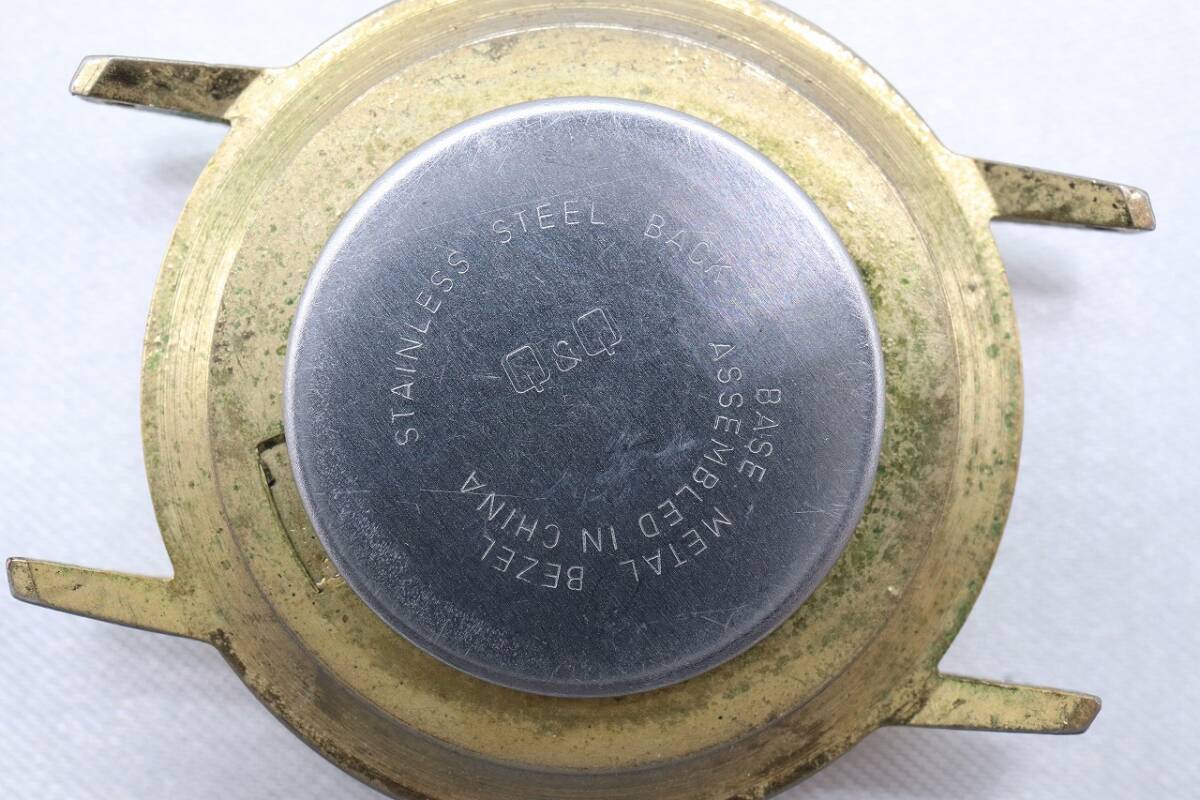 STAINLESS STEEL BACK
Q&Q
BASE METAL BEZEL
ASSEMBLED IN CHINA